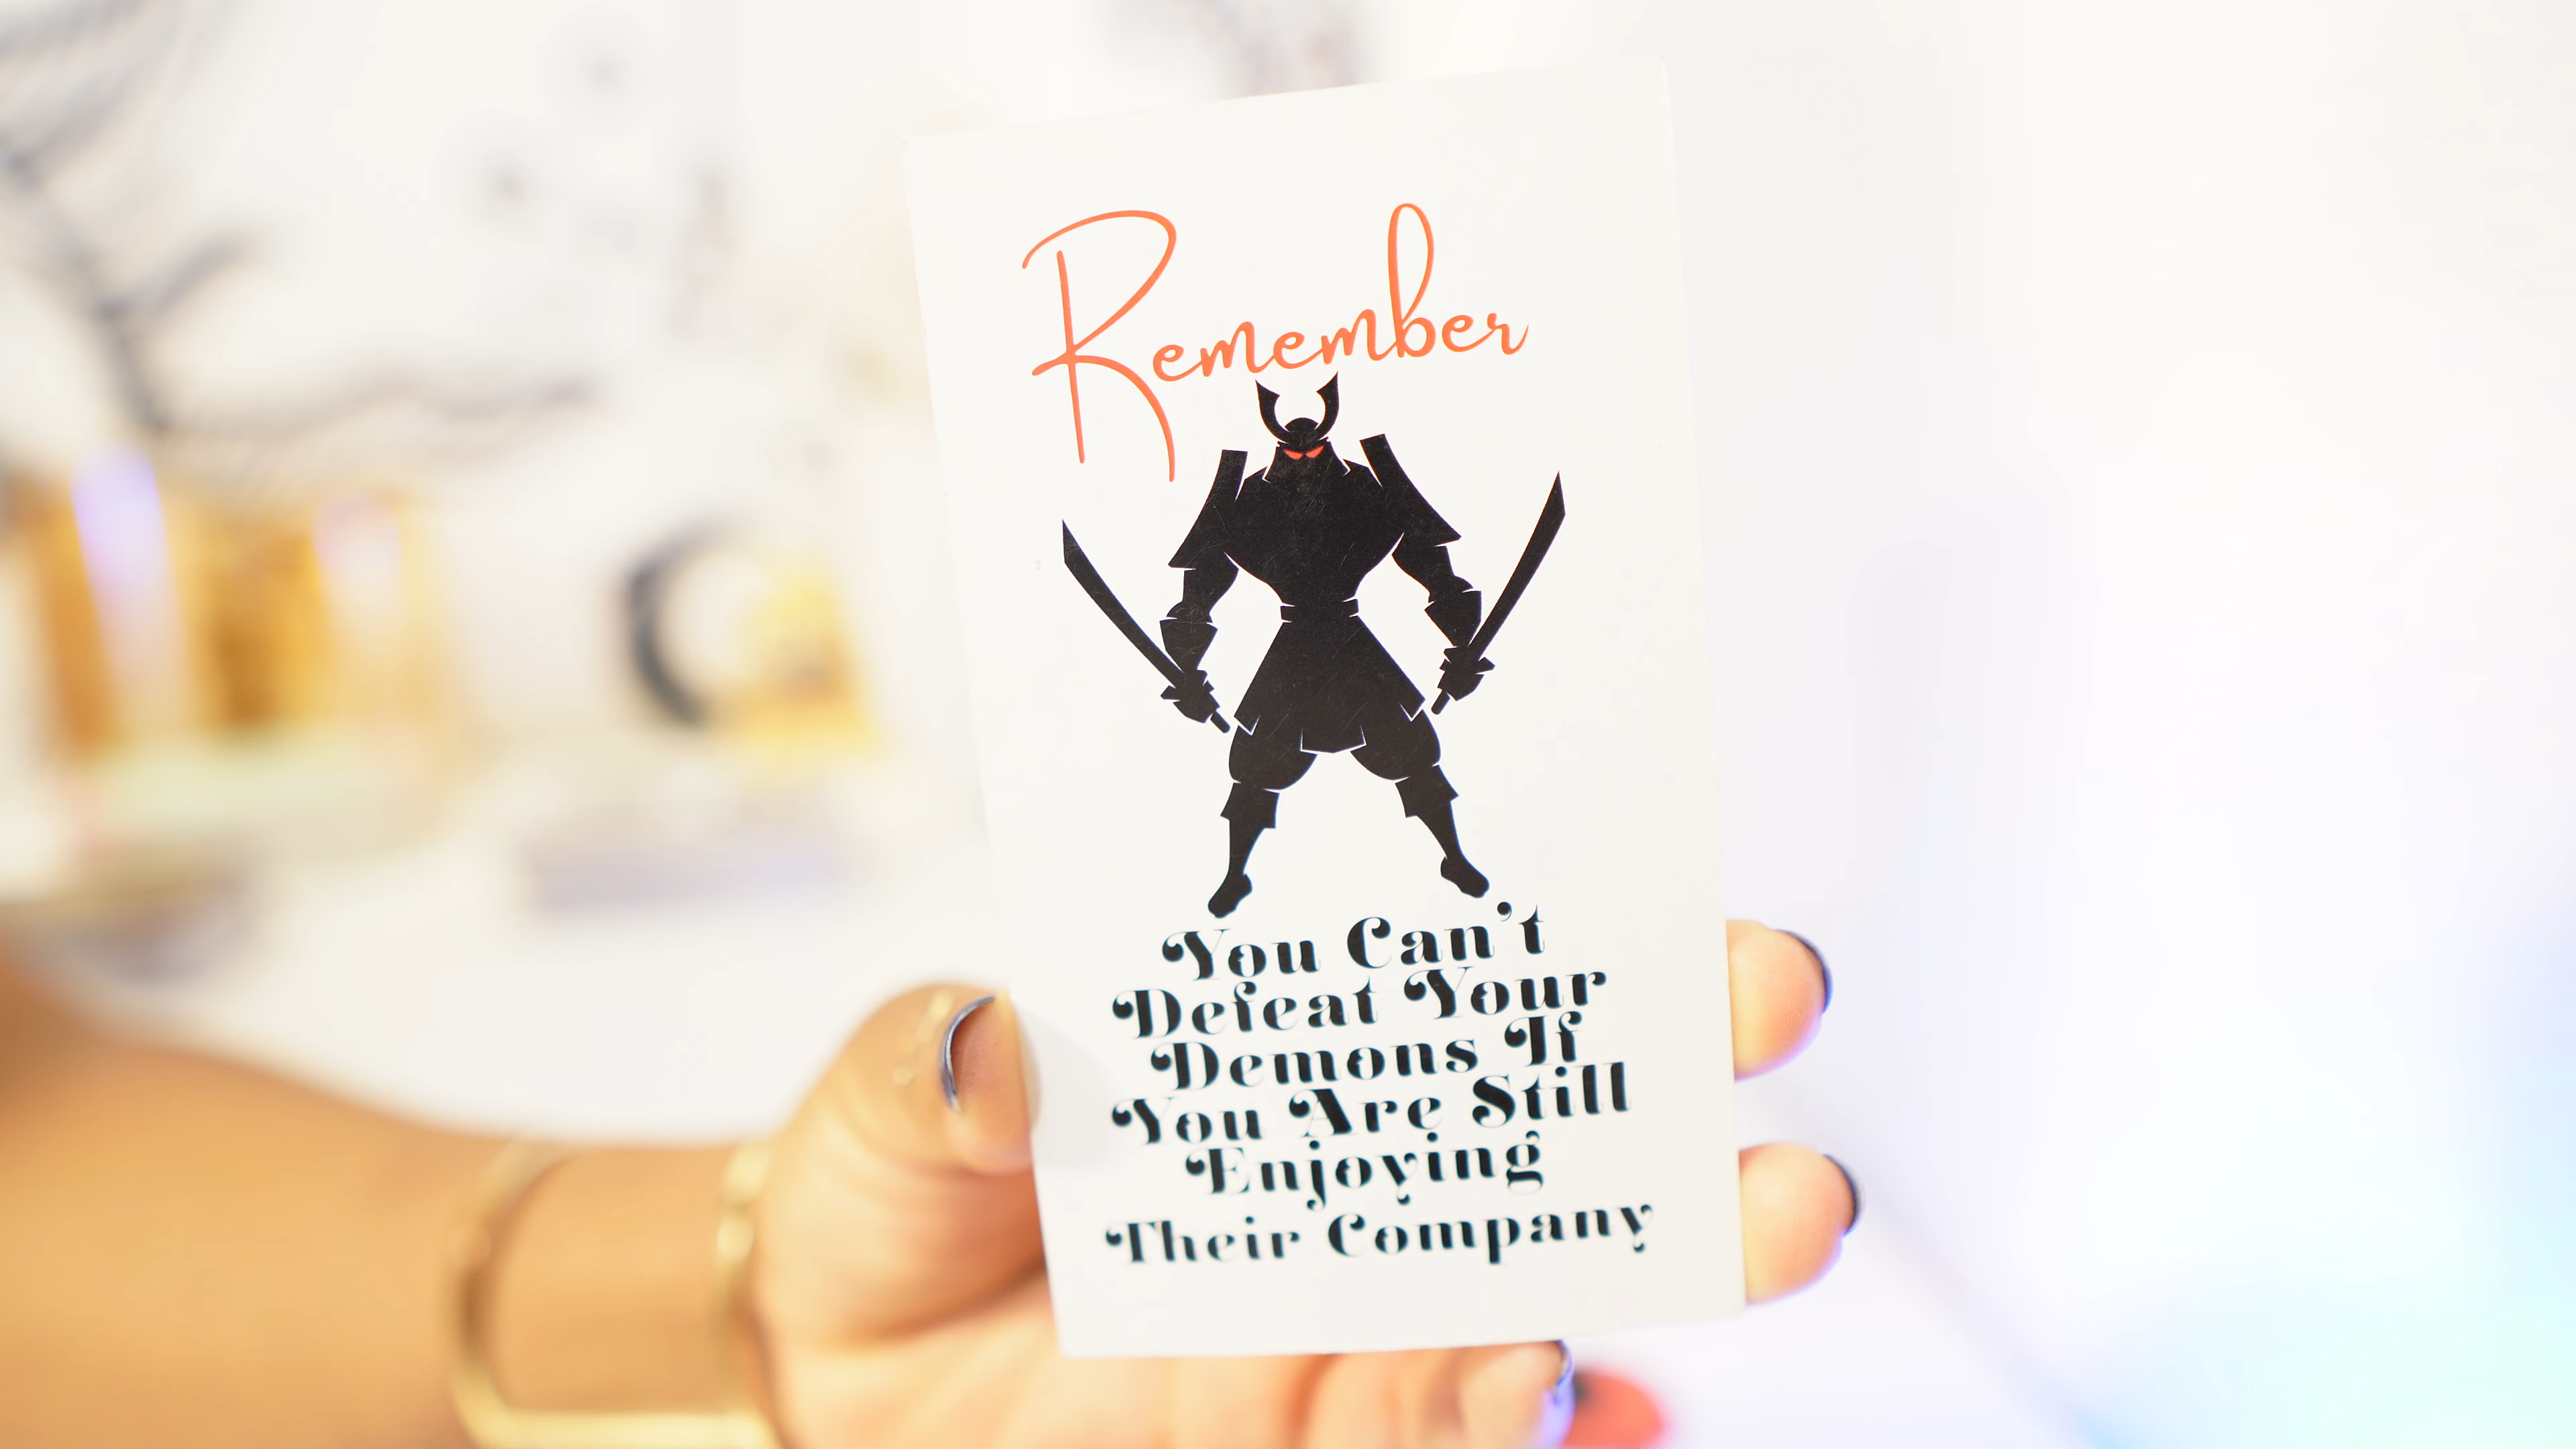 Remember
You Can't
Defeat Your
Demons If
You Are Still
Enjoying
Their Company